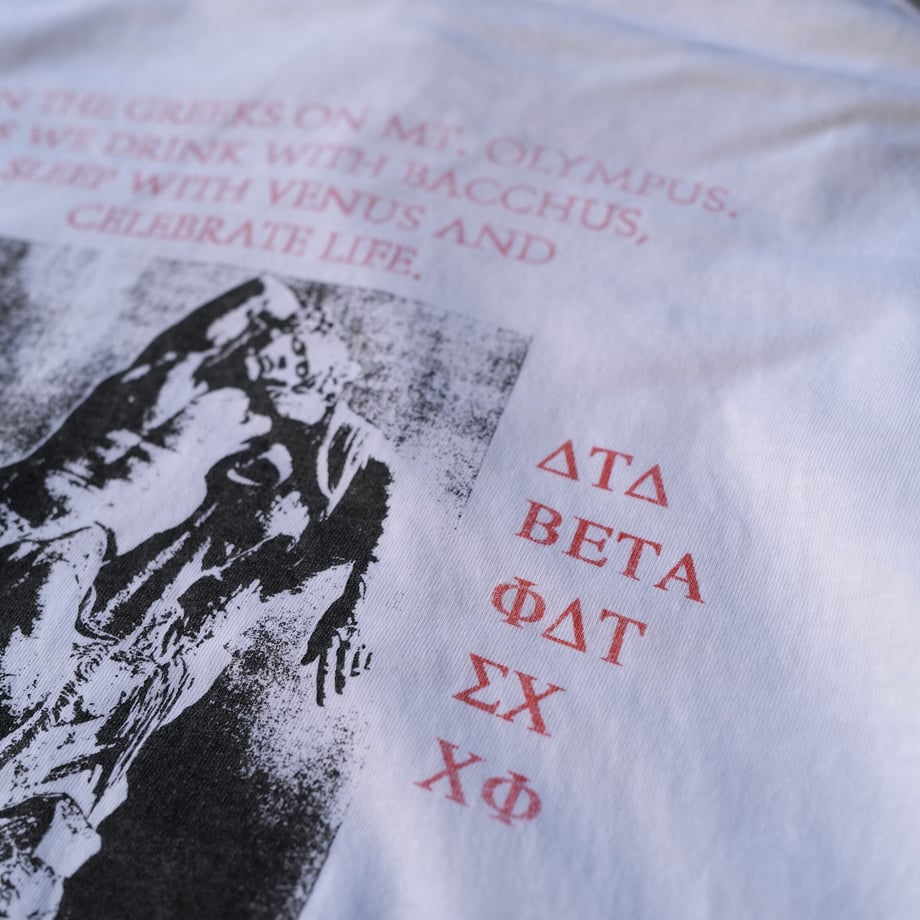 THE GREEKS ON MT. OLYMPUS.
WE DRINK WITH BACCHUS,
SLEEP WITH VENUS AND
CELEBRATE LIFE.
ΔΤΔ
ΒΕΤΑ
ΦΔΤ
ΣΧ
ΧΦ